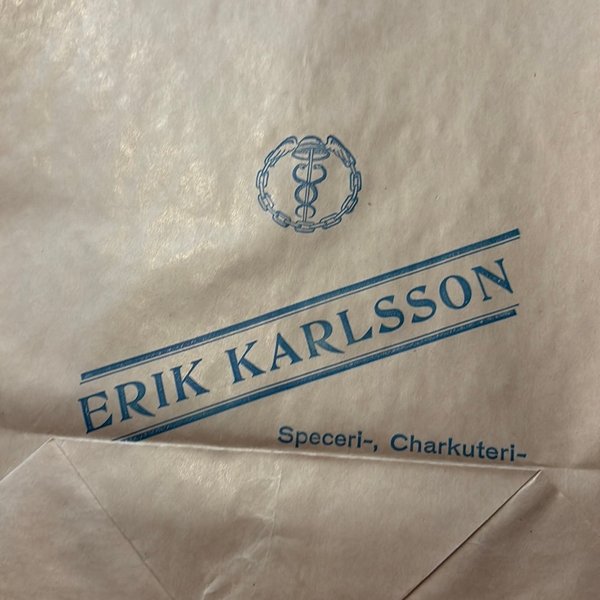 ERIK KARLSSON
Speceri-, Charkuteri-